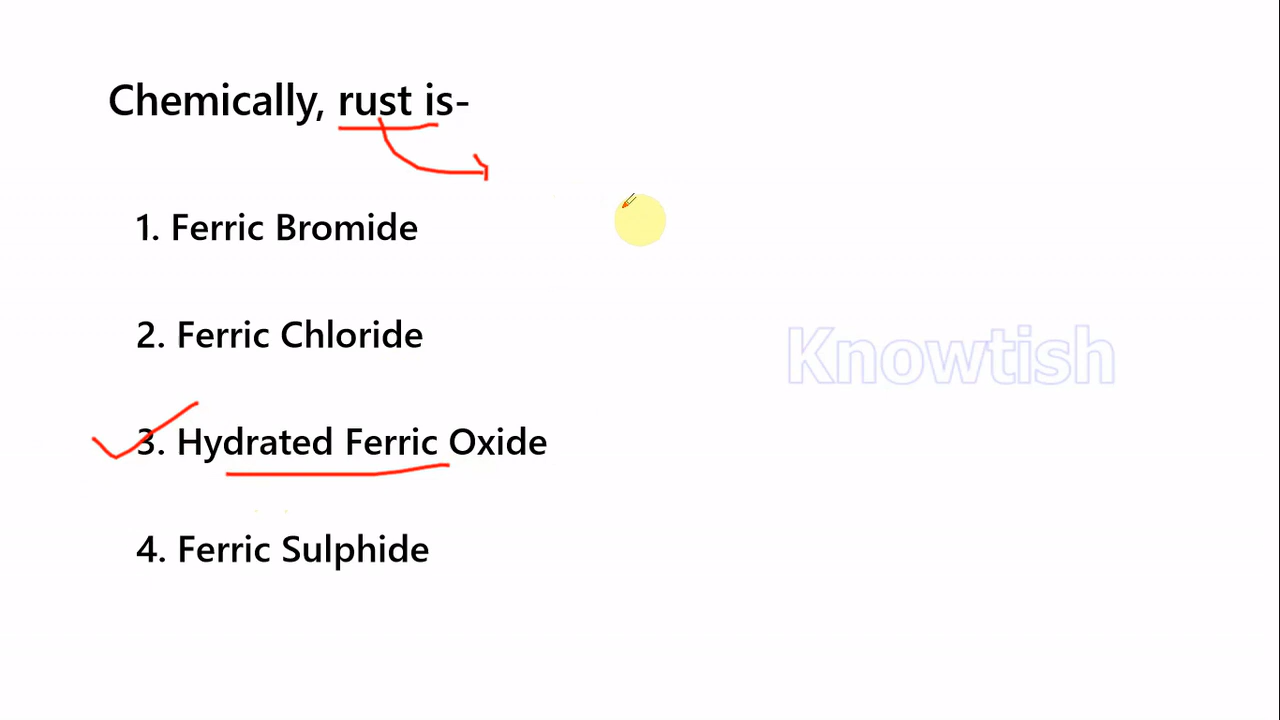 Chemically, rust is-
1. Ferric Bromide
2. Ferric Chloride
Knowtish
3. Hydrated Ferric Oxide
4. Ferric Sulphide